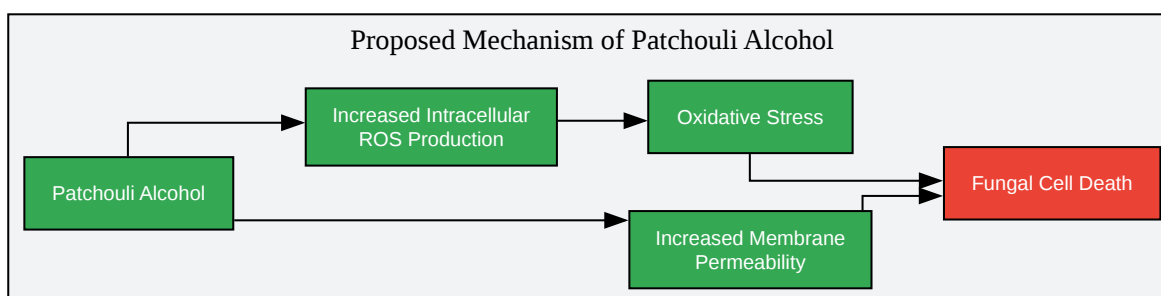 Proposed Mechanism of Patchouli Alcohol
Increased Intracellular
ROS Production
Oxidative Stress
Patchouli Alcohol
Fungal Cell Death
Increased Membrane
Permeability